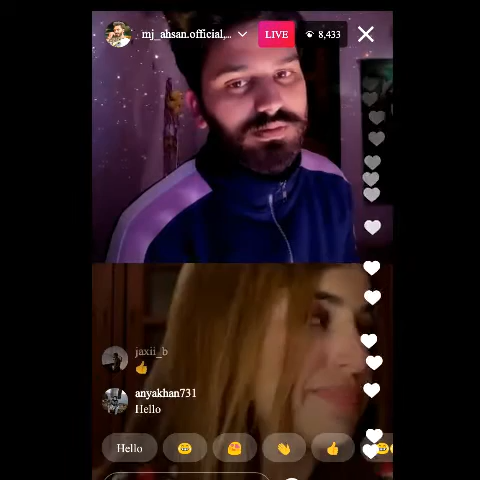 mj_ahsan.official,...
LIVE
8,433
jaxii_b
👍
anyakhan731
Hello
Hello